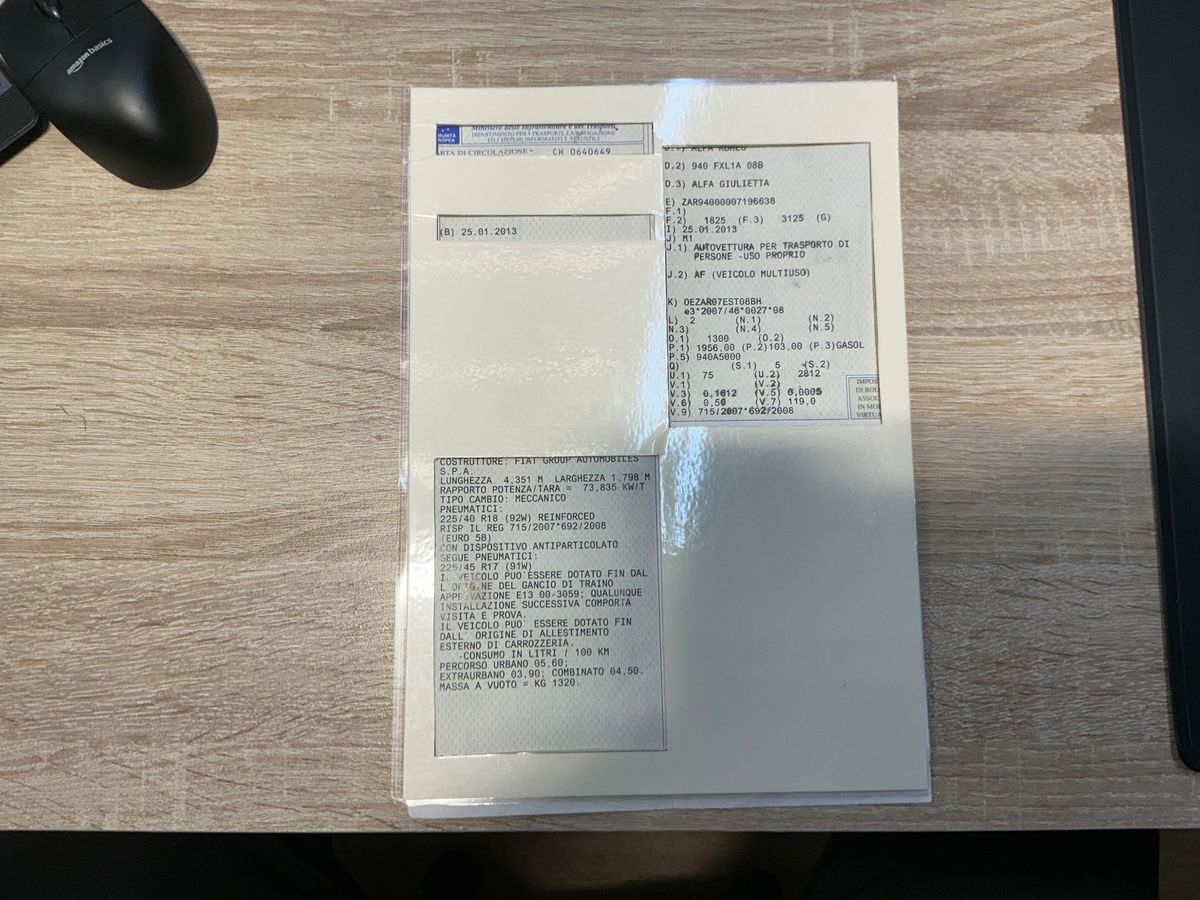 amazon basics
MUNITÀ
ROPEA
Ministero delle Infrastrutture e dei Trasporti
DIPARTIMENTO PER I TRASPORTI, LA NAVIGAZIONE
ED I SISTEMI INFORMATIVI E STATISTICI
RTA DI CIRCOLAZIONE CH 0640649
(B) 25.01.2013
D.1) ALFA ROMEO
D.2) 940 FXL1A 08B
D.3) ALFA GIULIETTA
E) ZAR94000007196638
F.1)
F.2) 1825 (F.3) 3125 (G)
I) 25.01.2013
J) M1
J.1) AUTOVETTURA PER TRASPORTO DI
PERSONE -USO PROPRIO
J.2) AF (VEICOLO MULTIUSO)
K) OEZAR07EST08BH
e3*2007/46*0027*08
L) 2 (N.1) (N.2)
N.3) (N.4) (N.5)
O.1) 1300 (O.2)
P.1) 1956,00 (P.2)103,00 (P.3)GASOL
P.5) 940A5000
Q) (S.1) 5 (S.2)
U.1) 75 (U.2) 2812
V.1) (V.2)
V.3) 0,1612 (V.5) 0,0005
V.6) 0,56 (V.7) 119,0
V.9) 715/2007*692/2008
IMPOS
DI BOL
ASSOL
IN MO
VIRTUA
COSTRUTTORE: FIAT GROUP AUTOMOBILES
S.P.A.
LUNGHEZZA 4,351 M LARGHEZZA 1.798 M
RAPPORTO POTENZA/TARA = 73,835 KW/T
TIPO CAMBIO: MECCANICO
PNEUMATICI:
225/40 R18 (92W) REINFORCED
RISP IL REG 715/2007*692/2008
(EURO 5B)
CON DISPOSITIVO ANTIPARTICOLATO
SEGUE PNEUMATICI:
225/45 R17 (91W)
IL VEICOLO PUO ESSERE DOTATO FIN DAL
L'ORIGINE DEL GANCIO DI TRAINO
APPROVAZIONE E13 00-3059; QUALUNQUE
INSTALLAZIONE SUCCESSIVA COMPORTA
VISITA E PROVA.
IL VEICOLO PUO` ESSERE DOTATO FIN
DALL` ORIGINE DI ALLESTIMENTO
ESTERNO DI CARROZZERIA.
-CONSUMO IN LITRI / 100 KM
PERCORSO URBANO 05,60;
EXTRAURBANO 03,90; COMBINATO 04,50.
MASSA A VUOTO = KG 1320.